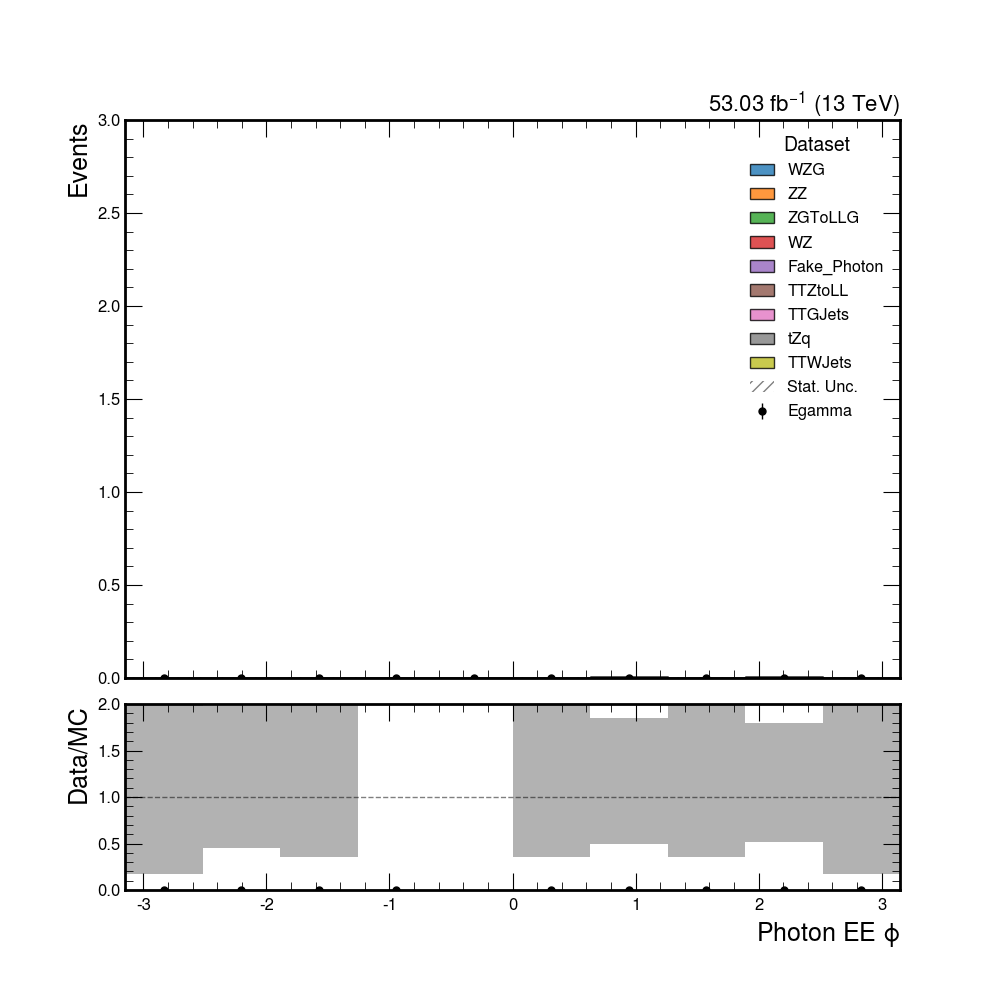 53.03 fb⁻¹ (13 TeV)
Events
3.0
2.5
2.0
1.5
1.0
0.5
0.0
Dataset
WZG
ZZ
ZGToLLG
WZ
Fake_Photon
TTZtoLL
TTGJets
tZq
TTWJets
Stat. Unc.
Egamma
Data/MC
2.0
1.5
1.0
0.5
0.0
-3 -2 -1 0 1 2 3
Photon EE ϕ